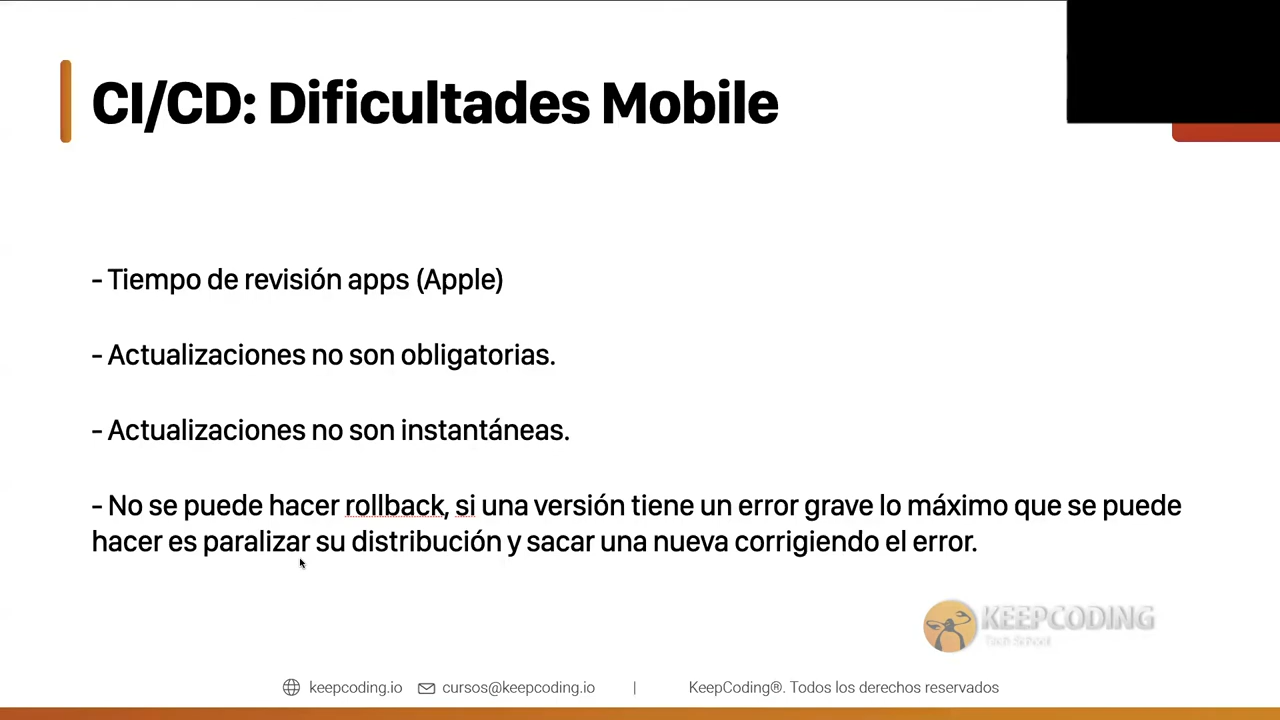 CI/CD: Dificultades Mobile
- Tiempo de revisión apps (Apple)
- Actualizaciones no son obligatorias.
- Actualizaciones no son instantáneas.
- No se puede hacer rollback, si una versión tiene un error grave lo máximo que se puede
hacer es paralizar su distribución y sacar una nueva corrigiendo el error.
KEEPCODING
Tech School
keepcoding.io cursos@keepcoding.io | KeepCoding®. Todos los derechos reservados